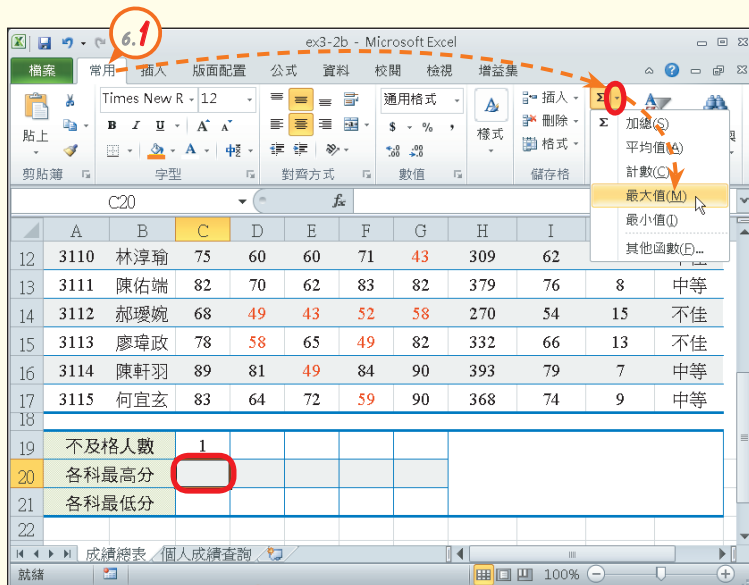 6.1
ex3-2b - Microsoft Excel
檔案 常用 插入 版面配置 公式 資料 校閱 檢視 增益集
Times New R 12 通用格式 插入 Σ
貼上 B I U A A $ % , 樣式 刪除 Σ 加總(S)
A 中 .00 .00 格式 平均值(A)
剪貼簿 字型 對齊方式 數值 儲存格 計數(C)
最大值(M)
最小值(I)
其他函數(F)...
C20 fx
A B C D E F G H I
12 3110 林淳瑜 75 60 60 71 43 309 62
13 3111 陳佑端 82 70 62 83 82 379 76 8 中等
14 3112 郝璦婉 68 49 43 52 58 270 54 15 不佳
15 3113 廖瑋政 78 58 65 49 82 332 66 13 不佳
16 3114 陳軒羽 89 81 49 84 90 393 79 7 中等
17 3115 何宜玄 83 64 72 59 90 368 74 9 中等
18
19 不及格人數 1
20 各科最高分
21 各科最低分
22
成績總表 個人成績查詢
就緒 100%